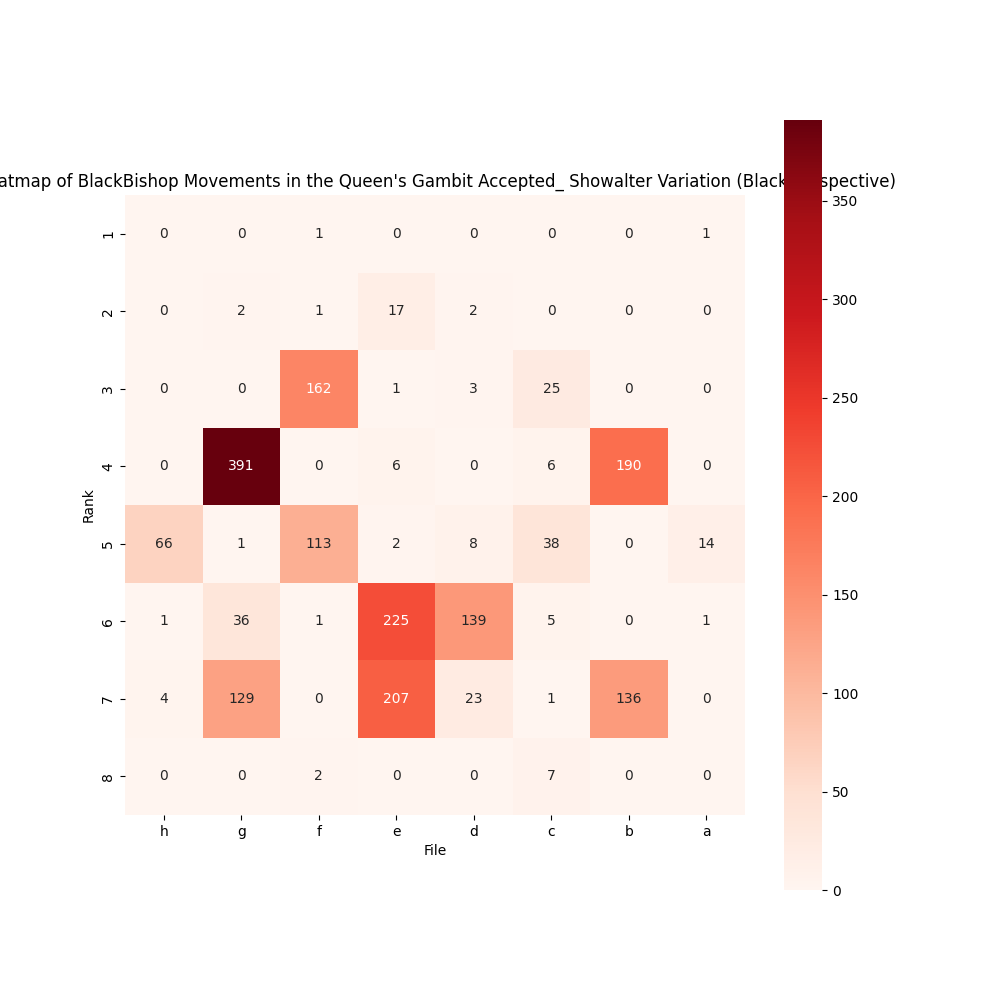 atmap of BlackBishop Movements in the Queen's Gambit Accepted_ Showalter Variation (Black spective)
1 0 0 1 0 0 0 0 1
2 0 2 1 17 2 0 0 0
3 0 0 162 1 3 25 0 0
4 0 391 0 6 0 6 190 0
Rank
5 66 1 113 2 8 38 0 14
6 1 36 1 225 139 5 0 1
7 4 129 0 207 23 1 136 0
8 0 0 2 0 0 7 0 0
h g f e d c b a
File
350
300
250
200
150
100
50
0